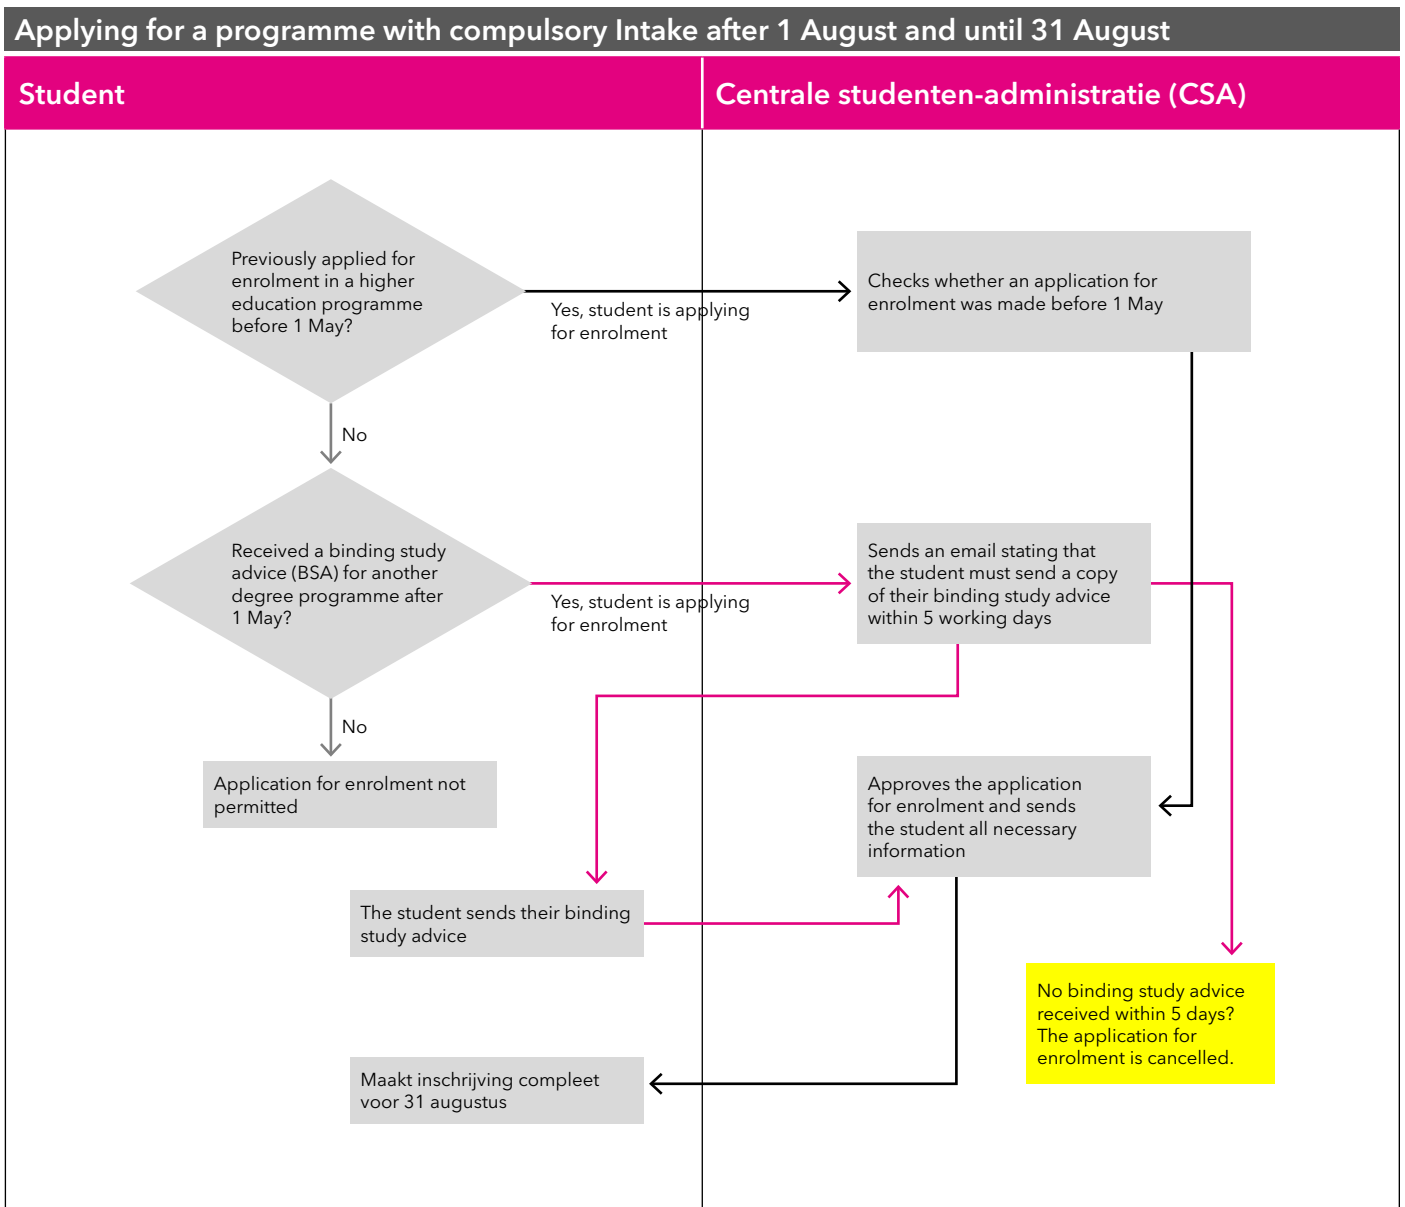 Applying for a programme with compulsory Intake after 1 August and until 31 August
Student
Centrale studenten-administratie (CSA)
Previously applied for
enrolment in a higher
education programme
before 1 May?
Yes, student is applying
for enrolment
Checks whether an application for
enrolment was made before 1 May
No
Received a binding study
advice (BSA) for another
degree programme after
1 May?
Yes, student is applying
for enrolment
Sends an email stating that
the student must send a copy
of their binding study advice
within 5 working days
No
Application for enrolment not
permitted
Approves the application
for enrolment and sends
the student all necessary
information
The student sends their binding
study advice
No binding study advice
received within 5 days?
The application for
enrolment is cancelled.
Maakt inschrijving compleet
voor 31 augustus